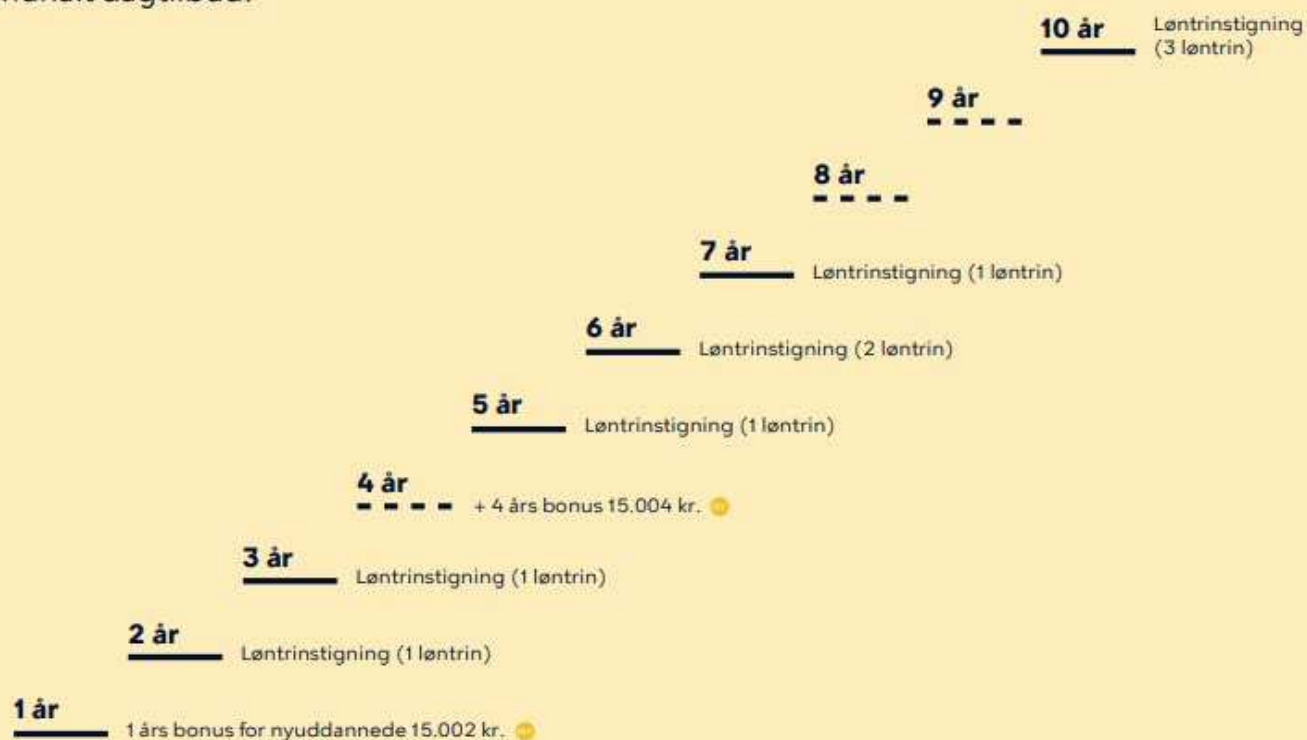 10 år
Løntrinstigning
(3 løntrin)
9 år
8 år
7 år
Løntrinstigning (1 løntrin)
6 år
Løntrinstigning (2 løntrin)
5 år
Løntrinstigning (1 løntrin)
4 år
+ 4 års bonus 15.004 kr.
3 år
Løntrinstigning (1 løntrin)
2 år
Løntrinstigning (1 løntrin)
1 år
1 års bonus for nyuddannede 15.002 kr.